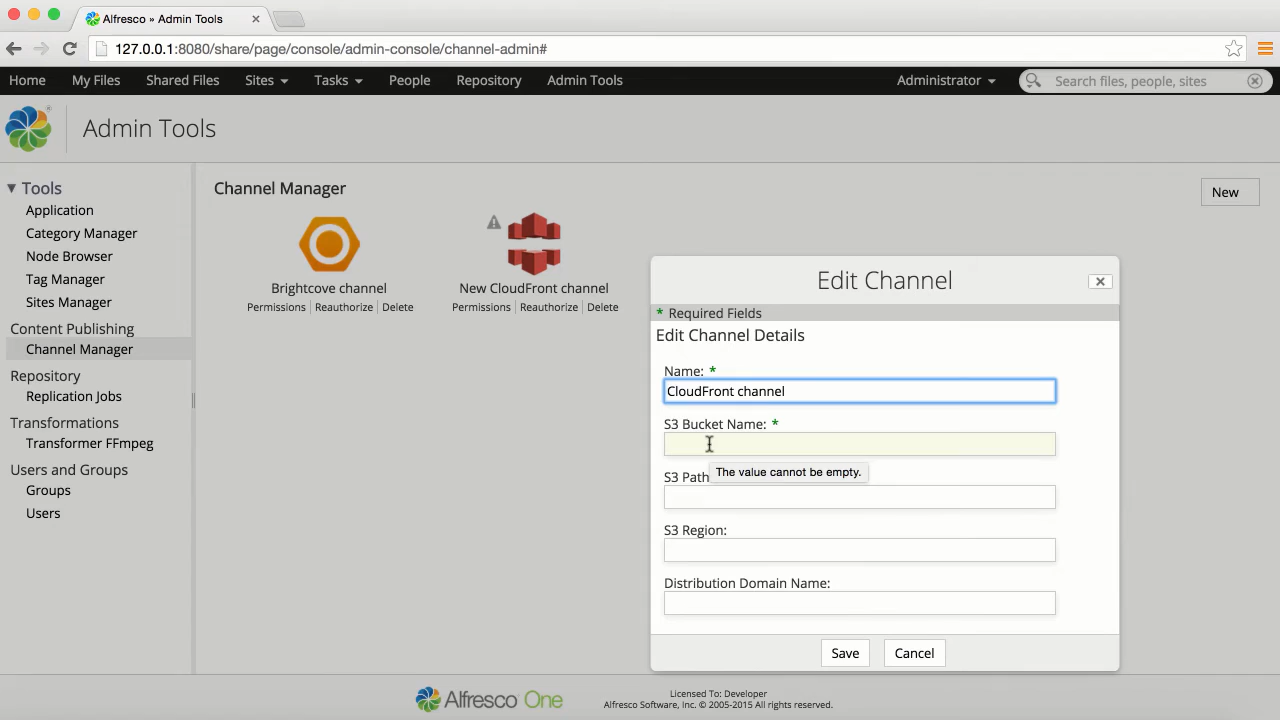 Alfresco » Admin Tools
127.0.0.1:8080/share/page/console/admin-console/channel-admin#
Home My Files Shared Files Sites Tasks People Repository Admin Tools Administrator Search files, people, sites
Admin Tools
Tools
Application
Category Manager
Node Browser
Tag Manager
Sites Manager
Content Publishing
Channel Manager
Repository
Replication Jobs
Transformations
Transformer FFmpeg
Users and Groups
Groups
Users
Channel Manager
New
Brightcove channel
Permissions | Reauthorize | Delete
New CloudFront channel
Permissions | Reauthorize | Delete
Edit Channel
* Required Fields
Edit Channel Details
Name: *
CloudFront channel
S3 Bucket Name: *
The value cannot be empty.
S3 Path
S3 Region:
Distribution Domain Name:
Save Cancel
Alfresco One
Licensed To: Developer
Alfresco Software, Inc. © 2005-2015 All rights reserved.